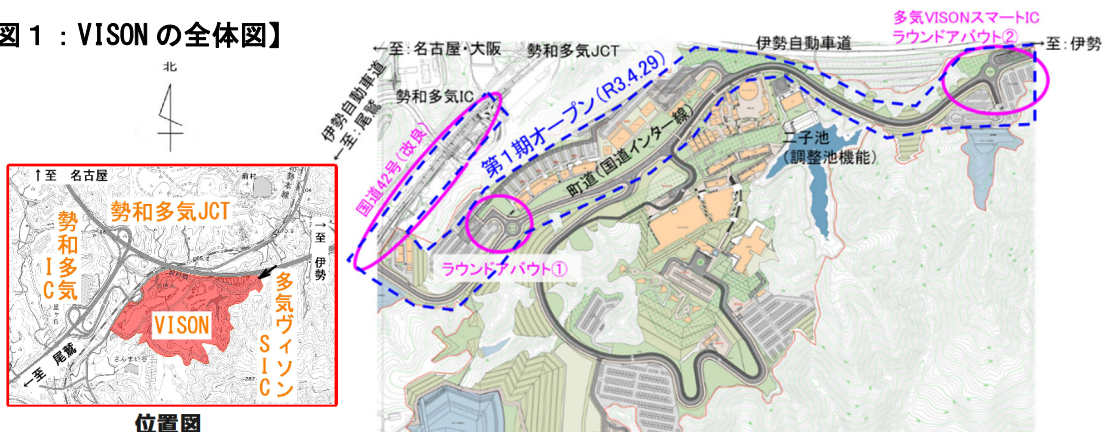 図1：VISONの全体図】
北
↑至 名古屋
勢和多気JCT
勢和多気IC
→至 伊勢
VISON
多気ヴィソンSIC
←至 尾鷲
さんまい谷
位置図
←至：名古屋・大阪
勢和多気JCT
伊勢自動車道
多気VISONスマートIC
ラウンドアバウト②
→至：伊勢
伊勢自動車道
←至：尾鷲
勢和多気IC
国道42号（改良）
第1期オープン（R3.4.29）
町道（国道インター線）
二子池
（調整池機能）
ラウンドアバウト①